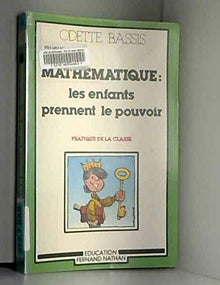 ODETTE BASSIS
MATHÉMATIQUE :
les enfants
prennent le pouvoir
PRATIQUE DE LA CLASSE
EDUCATION
FERNAND NATHAN